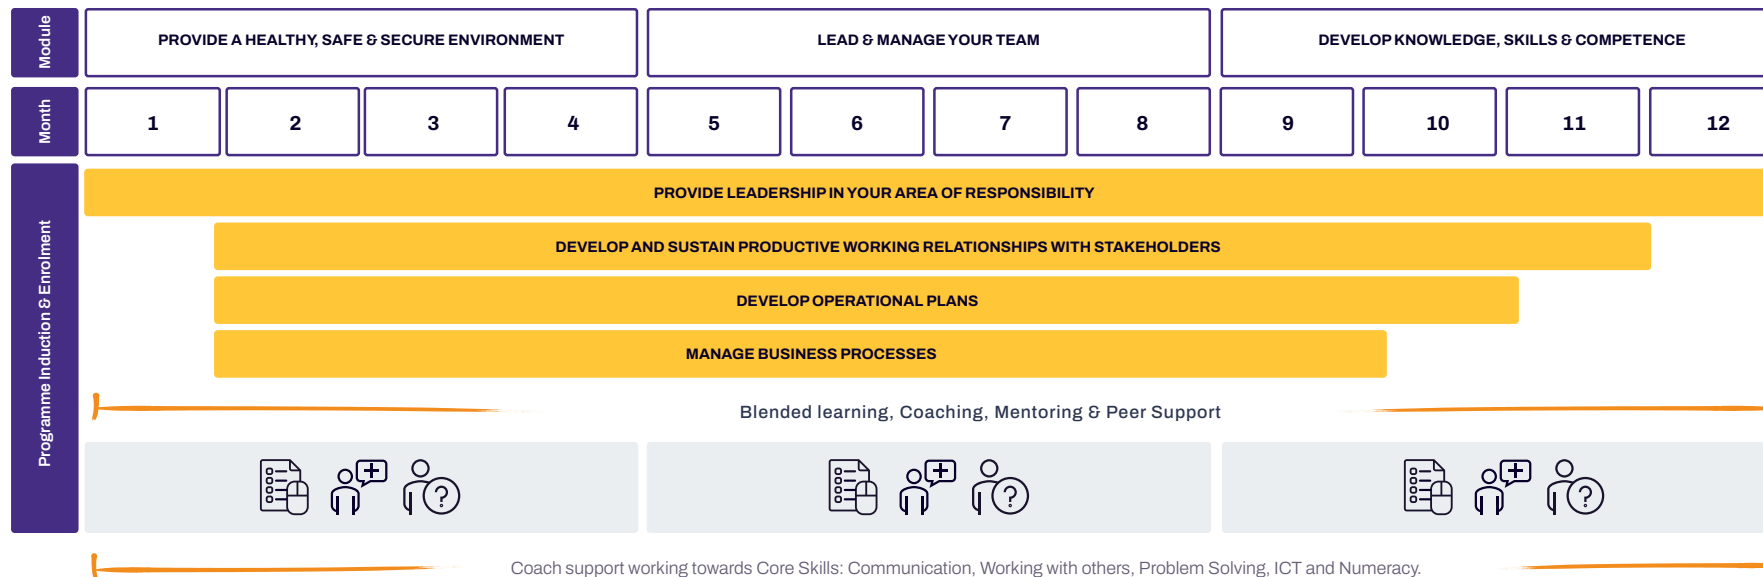 Module
PROVIDE A HEALTHY, SAFE & SECURE ENVIRONMENT
LEAD & MANAGE YOUR TEAM
DEVELOP KNOWLEDGE, SKILLS & COMPETENCE
Month
1
2
3
4
5
6
7
8
9
10
11
12
Programme Induction & Enrolment
PROVIDE LEADERSHIP IN YOUR AREA OF RESPONSIBILITY
DEVELOP AND SUSTAIN PRODUCTIVE WORKING RELATIONSHIPS WITH STAKEHOLDERS
DEVELOP OPERATIONAL PLANS
MANAGE BUSINESS PROCESSES
Blended learning, Coaching, Mentoring & Peer Support
?
?
?
Coach support working towards Core Skills: Communication, Working with others, Problem Solving, ICT and Numeracy.